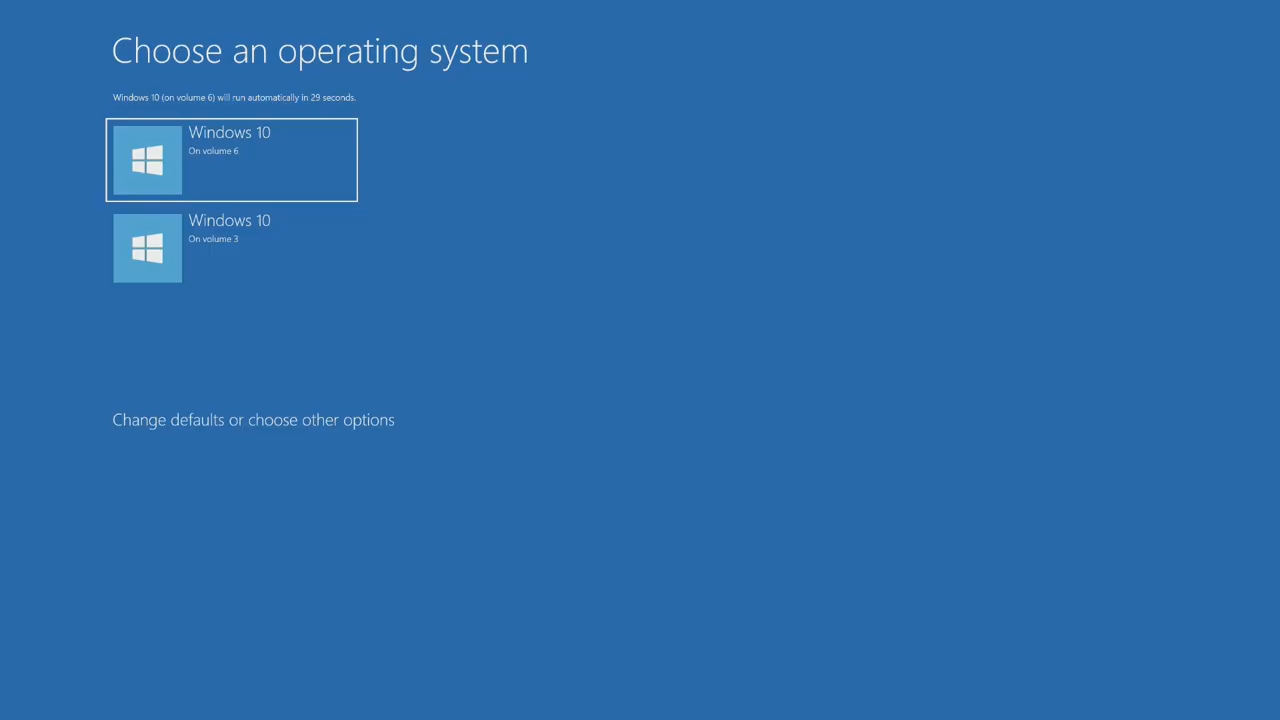 Choose an operating system
Windows 10 (on volume 6) will run automatically in 29 seconds.
Windows 10
On volume 6
Windows 10
On volume 3
Change defaults or choose other options